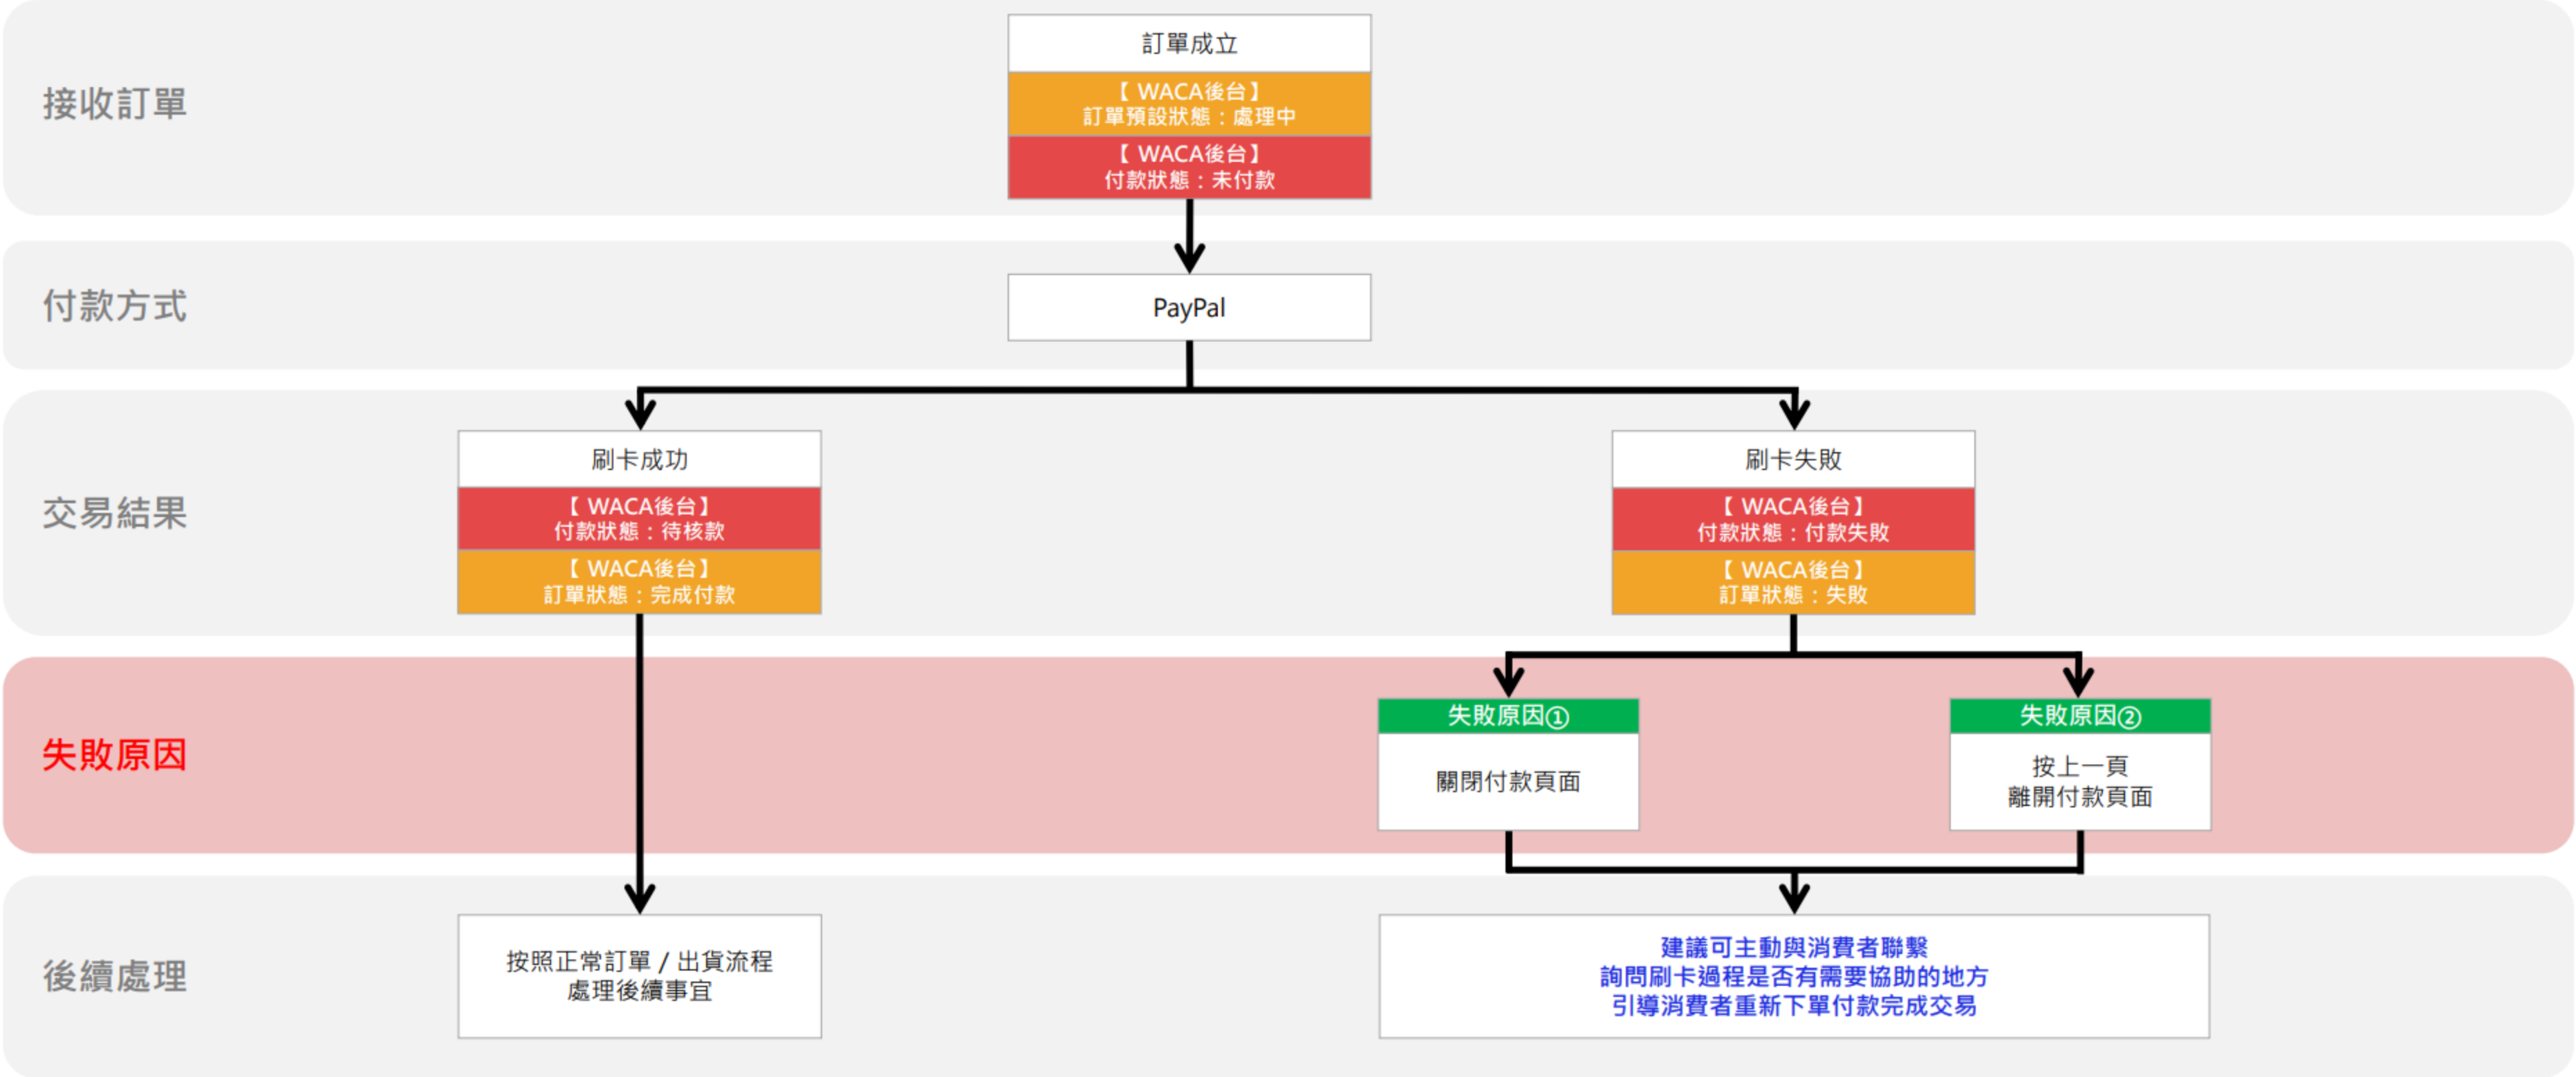 接收訂單
訂單成立
【 WACA後台】
訂單預設狀態：處理中
【 WACA後台】
付款狀態：未付款
付款方式
PayPal
交易結果
刷卡成功
【 WACA後台】
付款狀態：待核款
【 WACA後台】
訂單狀態：完成付款
刷卡失敗
【 WACA後台】
付款狀態：付款失敗
【 WACA後台】
訂單狀態：失敗
失敗原因
失敗原因①
關閉付款頁面
失敗原因②
按上一頁
離開付款頁面
後續處理
按照正常訂單 / 出貨流程
處理後續事宜
建議可主動與消費者聯繫
詢問刷卡過程是否有需要協助的地方
引導消費者重新下單付款完成交易